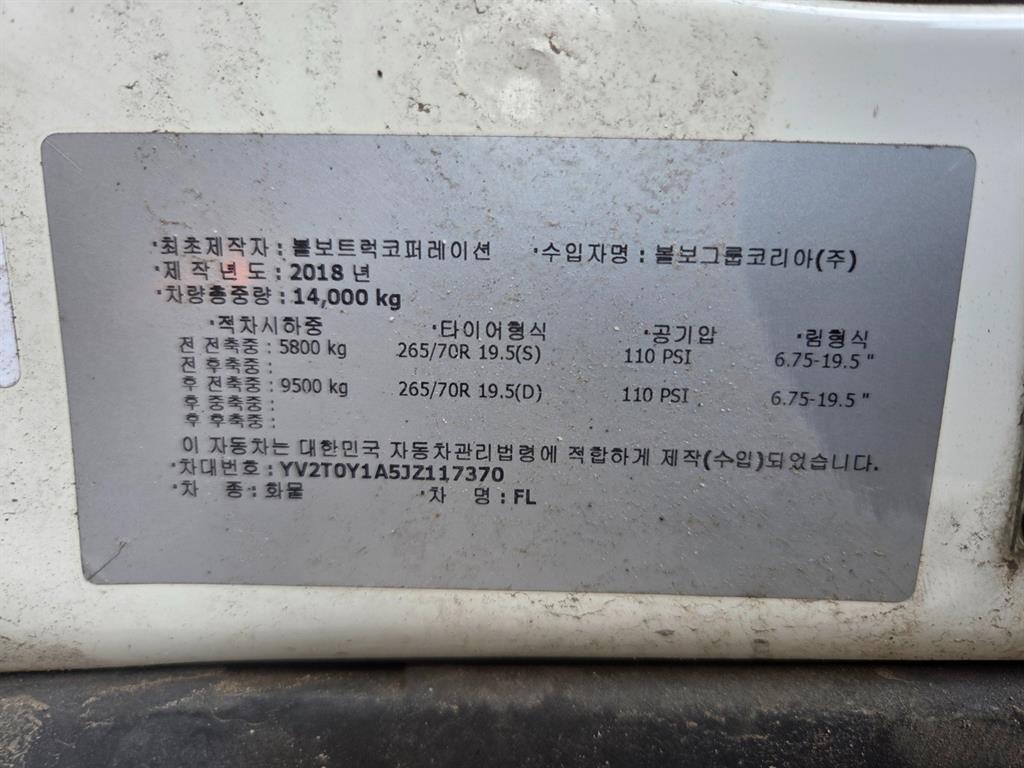 ·최초제작자 : 볼보트럭코퍼레이션 ·수입자명 : 볼보그룹코리아(주)
·제 작 년 도 : 2018 년
·차량총중량 : 14,000 kg
·적차시하중 ·타이어형식 ·공기압 ·림형식
전 전축중 : 5800 kg 265/70R 19.5(S) 110 PSI 6.75-19.5 "
전 후축중 :
후 전축중 : 9500 kg 265/70R 19.5(D) 110 PSI 6.75-19.5 "
후 중축중 :
후 후축중 :
이 자동차는 대한민국 자동차관리법령에 적합하게 제작(수입)되었습니다.
·차대번호 : YV2T0Y1A5JZ117370
·차 종 : 화물 ·차 명 : FL